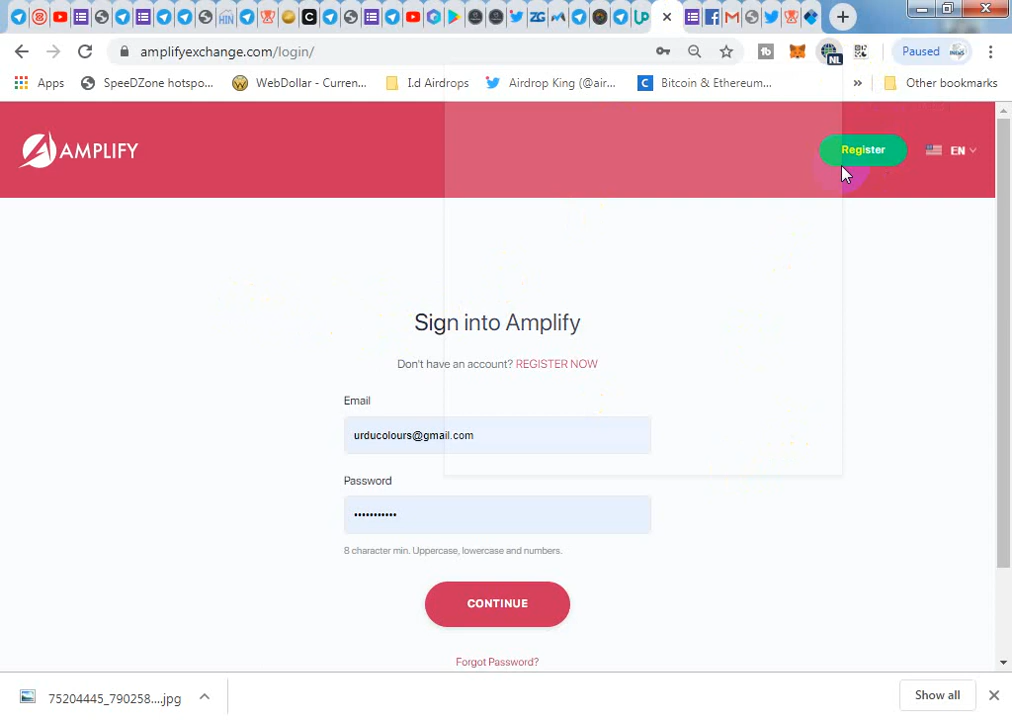 amplifyexchange.com/login/
Paused
NL
Apps
SpeeDZone hotspo...
WebDollar - Curren...
I.d Airdrops
Airdrop King (@air...
Bitcoin & Ethereum...
»
Other bookmarks
AMPLIFY
Register
EN
Sign into Amplify
Don't have an account? REGISTER NOW
Email
urducolours@gmail.com
Password
•••••••••••
8 character min. Uppercase, lowercase and numbers.
CONTINUE
Forgot Password?
75204445_790258....jpg
Show all